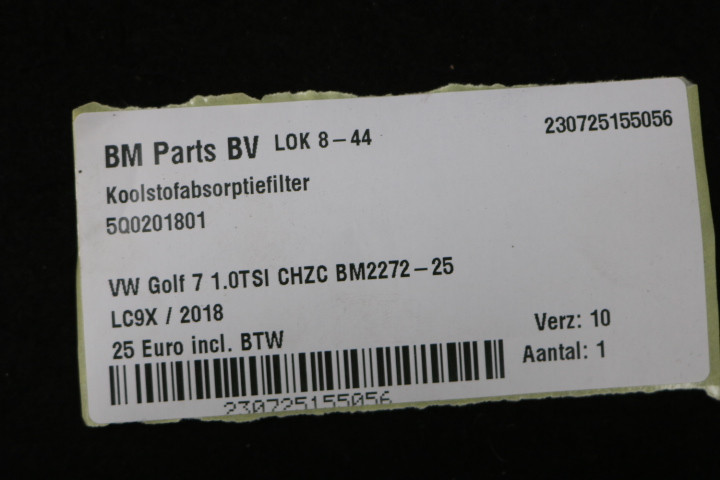 BM Parts BV LOK 8-44 230725155056
Koolstofabsorptiefilter
5Q0201801
VW Golf 7 1.0TSI CHZC BM2272-25
LC9X / 2018
Verz: 10
25 Euro incl. BTW
Aantal: 1
230725155056